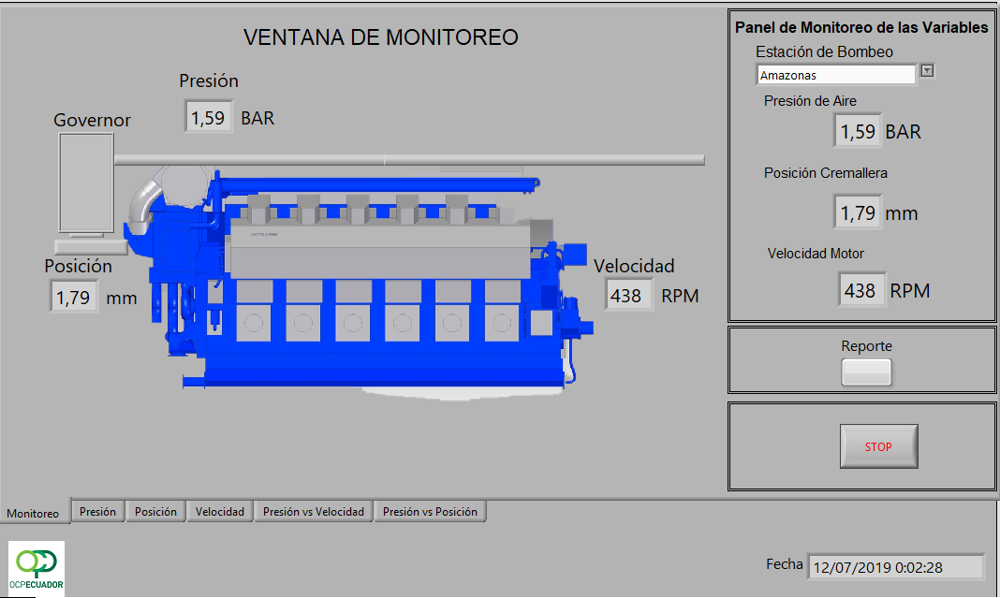 VENTANA DE MONITOREO
Presión
1,59 BAR
Governor
Posición
1,79 mm
Velocidad
438 RPM
Panel de Monitoreo de las Variables
Estación de Bombeo
Amazonas
Presión de Aire
1,59 BAR
Posición Cremallera
1,79 mm
Velocidad Motor
438 RPM
Reporte
STOP
Monitoreo Presión Posición Velocidad Presión vs Velocidad Presión vs Posición
OCPECUADOR
Fecha 12/07/2019 0:02:28